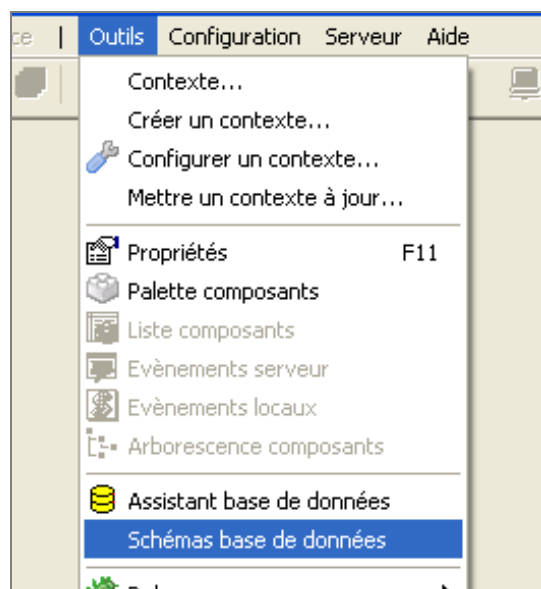 Outils Configuration Serveur Aide
Contexte...
Créer un contexte...
Configurer un contexte...
Mettre un contexte à jour...
Propriétés F11
Palette composants
Liste composants
Evènements serveur
Evènements locaux
Arborescence composants
Assistant base de données
Schémas base de données